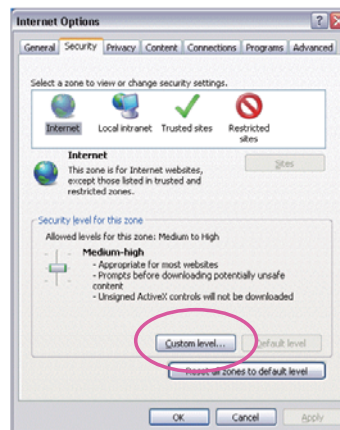 Internet Options
General Security Privacy Content Connections Programs Advanced
Select a zone to view or change security settings.
Internet Local intranet Trusted sites Restricted
sites
Internet
Sites
This zone is for Internet websites,
except those listed in trusted and
restricted zones.
Security level for this zone
Allowed levels for this zone: Medium to High
Medium-high
- Appropriate for most websites
- Prompts before downloading potentially unsafe
content
- Unsigned ActiveX controls will not be downloaded
Custom level... Default level
Reset all zones to default level
OK Cancel Apply